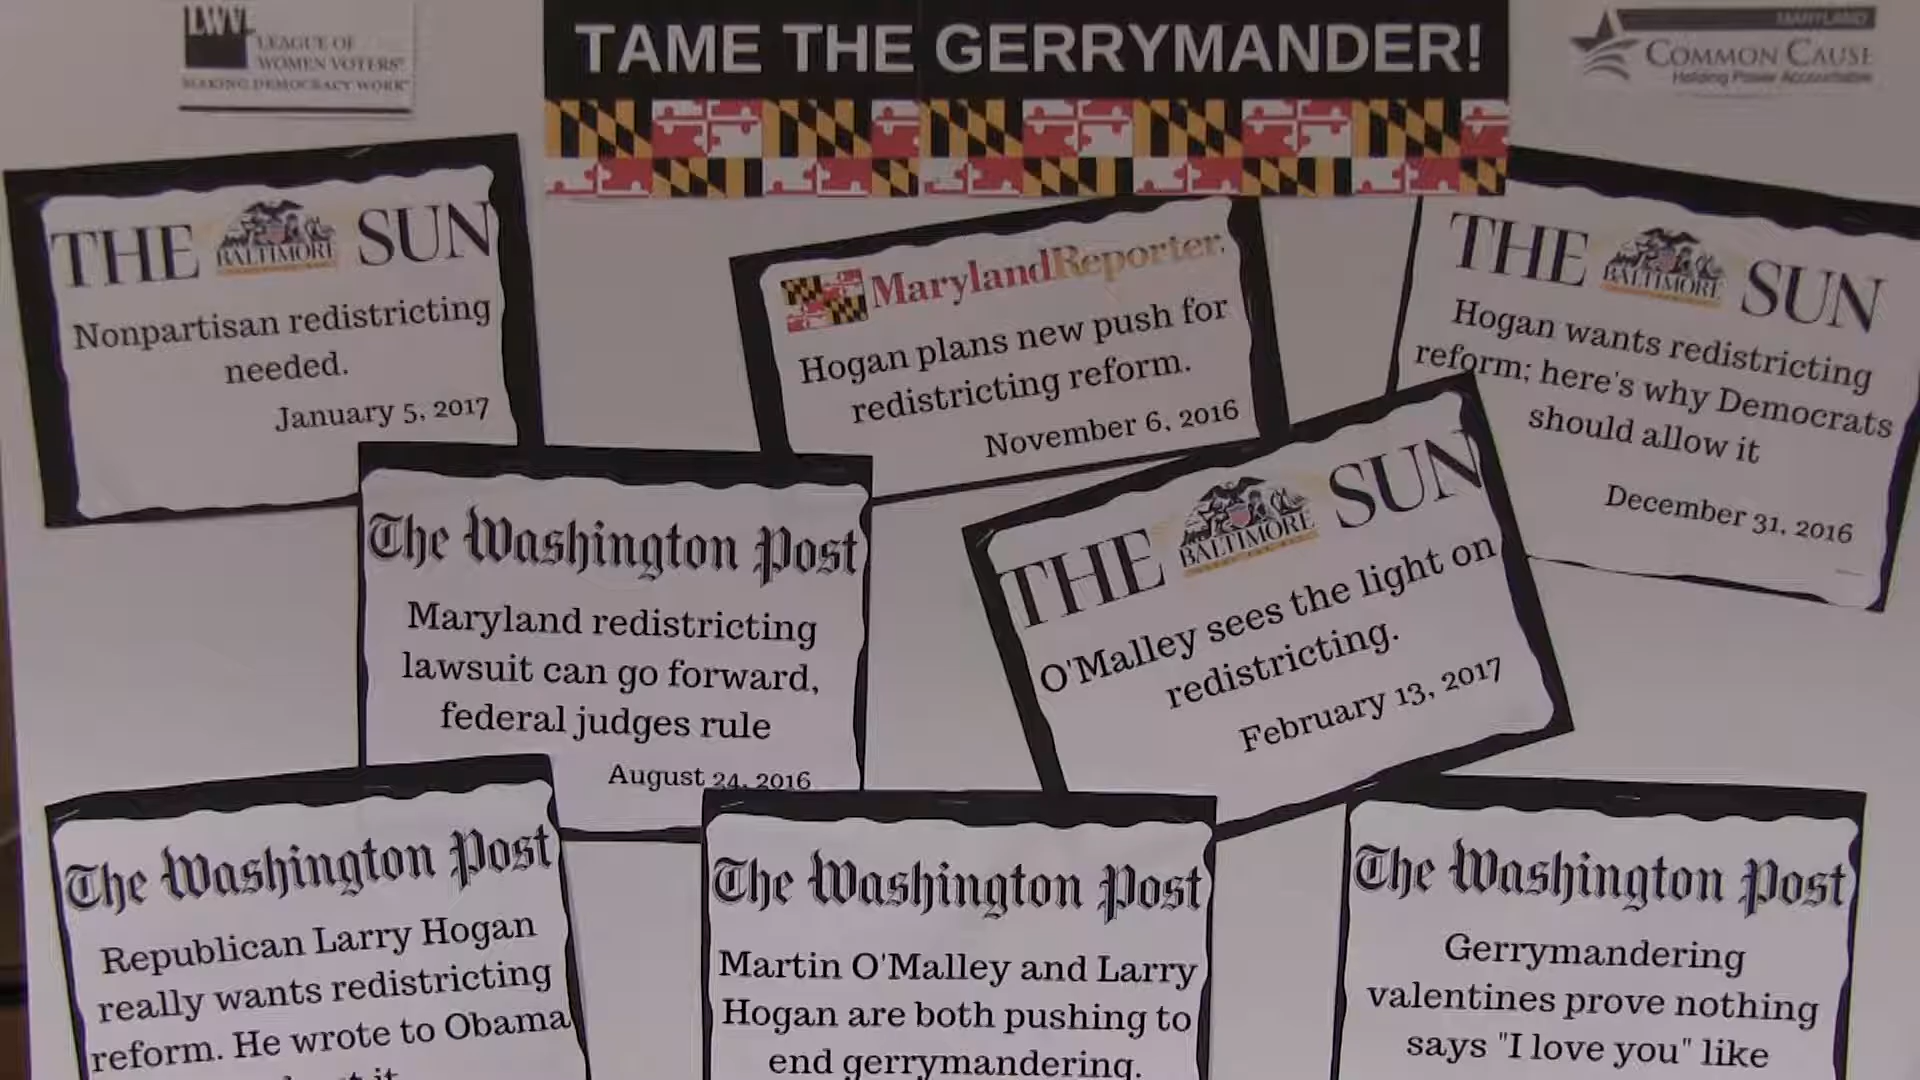 LWV
LEAGUE OF
WOMEN VOTERS®
MAKING DEMOCRACY WORK®
TAME THE GERRYMANDER!
MARYLAND
COMMON CAUSE
Holding Power Accountable
THE BALTIMORE SUN
Nonpartisan redistricting
needed.
January 5, 2017
MarylandReporter.
Hogan plans new push for
redistricting reform.
November 6, 2016
THE BALTIMORE SUN
Hogan wants redistricting
reform; here's why Democrats
should allow it
December 31, 2016
The Washington Post
Maryland redistricting
lawsuit can go forward,
federal judges rule
August 24, 2016
THE BALTIMORE SUN
O'Malley sees the light on
redistricting.
February 13, 2017
The Washington Post
Republican Larry Hogan
really wants redistricting
reform. He wrote to Obama
it
The Washington Post
Martin O'Malley and Larry
Hogan are both pushing to
end gerrymandering.
The Washington Post
Gerrymandering
valentines prove nothing
says "I love you" like